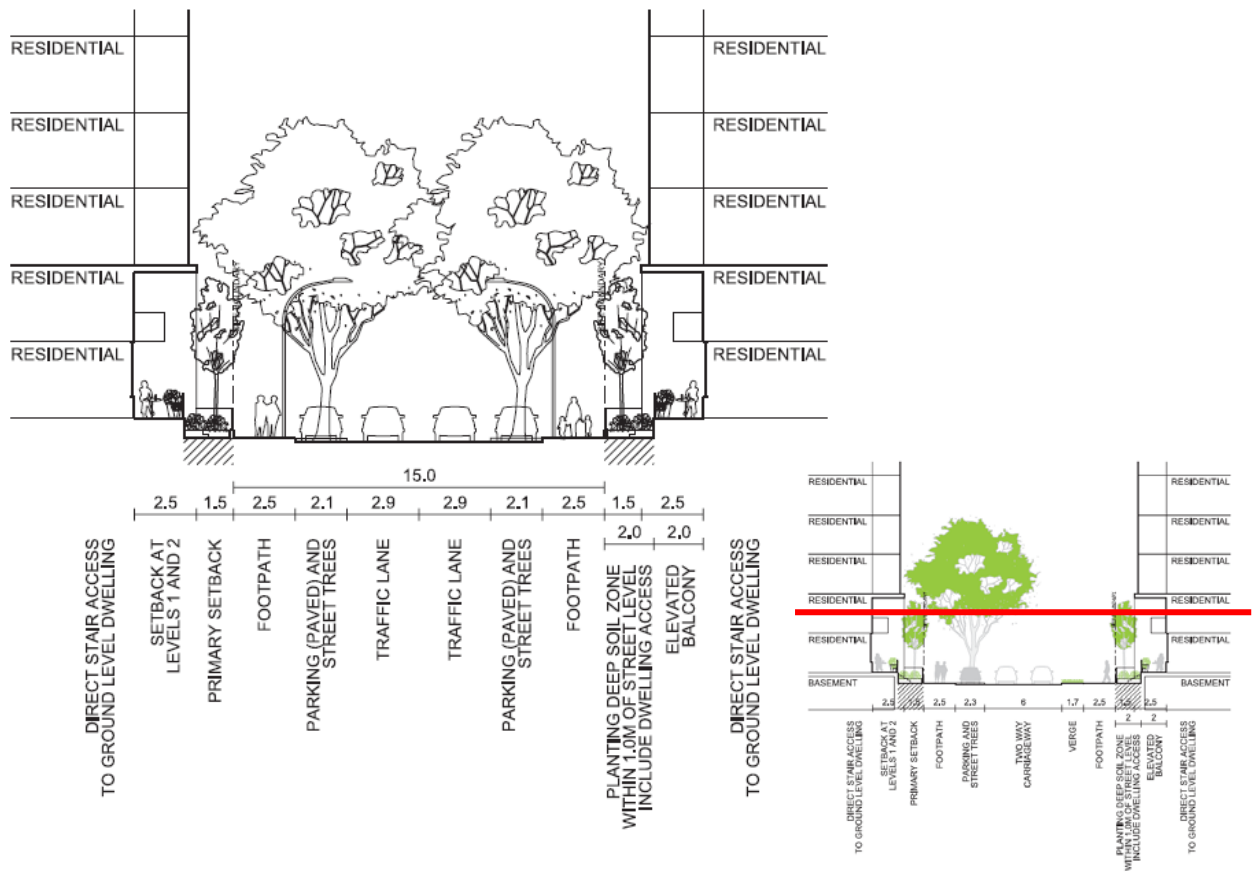 RESIDENTIAL
RESIDENTIAL
RESIDENTIAL
RESIDENTIAL
RESIDENTIAL
RESIDENTIAL
RESIDENTIAL
RESIDENTIAL
RESIDENTIAL
RESIDENTIAL
15.0
2.5
1.5
2.5
2.1
2.9
2.9
2.1
2.5
1.5
2.5
2.0
2.0
DIRECT STAIR ACCESS
TO GROUND LEVEL DWELLING
SETBACK AT
LEVELS 1 AND 2
PRIMARY SETBACK
FOOTPATH
PARKING (PAVED) AND
STREET TREES
TRAFFIC LANE
TRAFFIC LANE
PARKING (PAVED) AND
STREET TREES
FOOTPATH
PLANTING DEEP SOIL ZONE
WITHIN 1.0M OF STREET LEVEL
INCLUDE DWELLING ACCESS
ELEVATED
BALCONY
DIRECT STAIR ACCESS
TO GROUND LEVEL DWELLING
RESIDENTIAL
RESIDENTIAL
RESIDENTIAL
RESIDENTIAL
RESIDENTIAL
BASEMENT
RESIDENTIAL
RESIDENTIAL
RESIDENTIAL
RESIDENTIAL
RESIDENTIAL
BASEMENT
2.5
1.5
2.5
2.3
6
1.7
2.5
1.5
2.5
2
2
DIRECT STAIR ACCESS
TO GROUND LEVEL DWELLING
SETBACK AT
LEVELS 1 AND 2
PRIMARY SETBACK
FOOTPATH
PARKING AND
STREET TREES
TWO WAY
CARRIAGEWAY
VERGE
FOOTPATH
PLANTING DEEP SOIL ZONE
WITHIN 1.0M OF STREET LEVEL
INCLUDE DWELLING ACCESS
ELEVATED
BALCONY
DIRECT STAIR ACCESS
TO GROUND LEVEL DWELLING